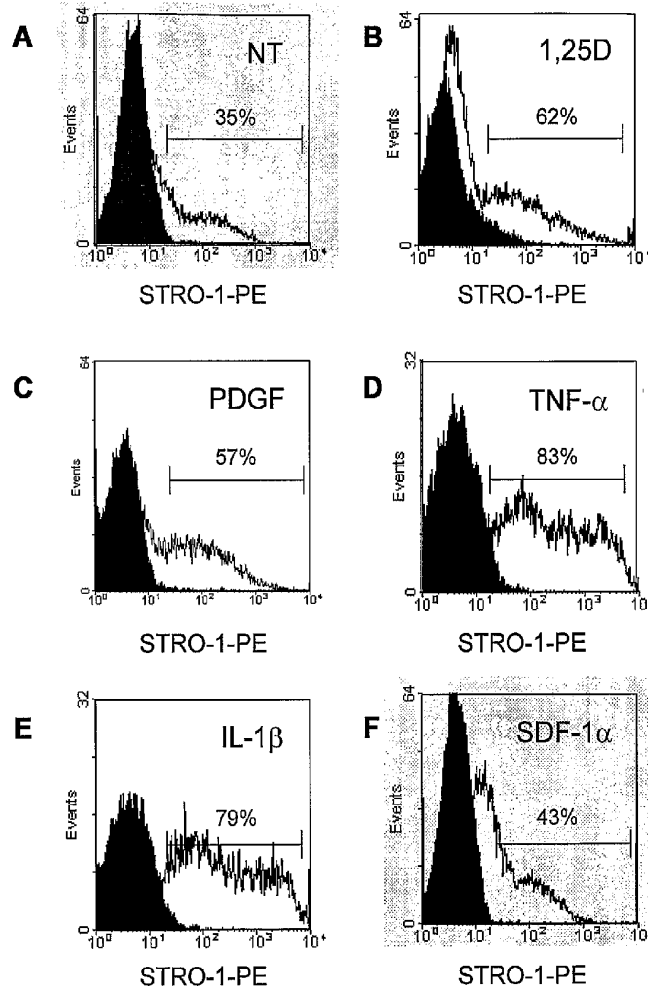 A
64
NT
35%
Events
0
10⁰ 10¹ 10² 10³ 10⁴
STRO-1-PE
B
64
1,25D
62%
Events
0
10⁰ 10¹ 10² 10³ 10⁴
STRO-1-PE
C
64
PDGF
57%
Events
0
10⁰ 10¹ 10² 10³ 10⁴
STRO-1-PE
D
32
TNF-α
83%
Events
0
10⁰ 10¹ 10² 10³ 10
STRO-1-PE
E
32
IL-1β
79%
Events
0
10⁰ 10¹ 10² 10³ 10⁴
STRO-1-PE
F
64
SDF-1α
43%
Events
0
10⁰ 10¹ 10² 10³ 10⁴
STRO-1-PE